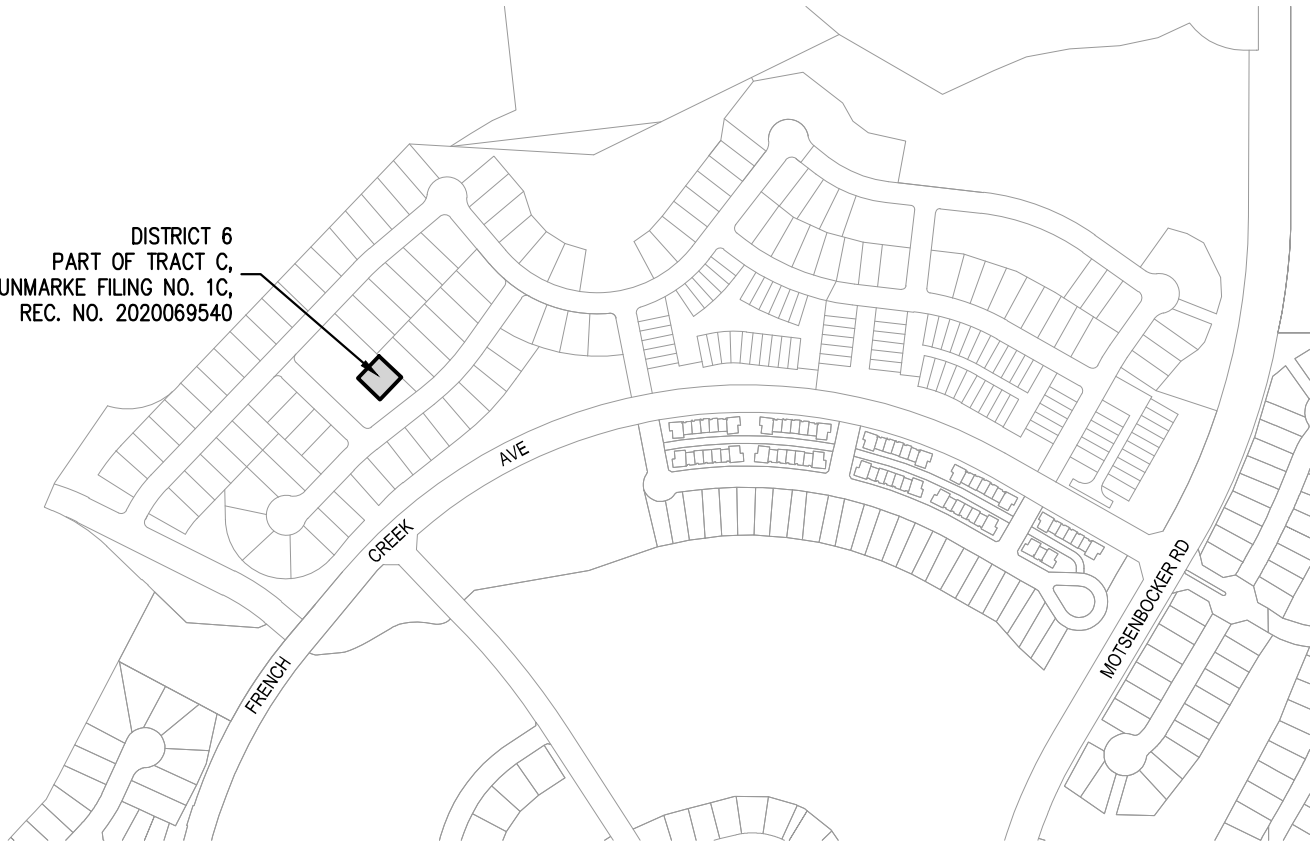 DISTRICT 6
PART OF TRACT C,
UNMARKE FILING NO. 1C,
REC. NO. 2020069540
AVE
CREEK
FRENCH
MOTSENBOCKER RD